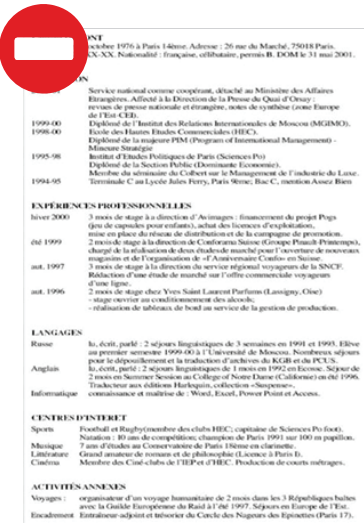 ONT
octobre 1976 à Paris 14ème. Adresse : 26 rue du Marché, 75018 Paris.
XX-XX. Nationalité : française, célibataire, permis B. DOM le 31 mai 2001.
ON
Service national comme coopérant, détaché au Ministère des Affaires
Etrangères. Affecté à la Direction de la Presse du Quai d'Orsay :
revues de presse nationale et étrangère, notes de synthèse (zone Europe
de l'Est-CEI).
1999-00 Diplômé de l'Institut des Relations Internationales de Moscou (MGIMO).
1998-00 Ecole des Hautes Etudes Commerciales (HEC).
Diplômé de la majeure PIM (Program of International Management) -
Mineure Stratégie
1995-98 Institut d'Etudes Politiques de Paris (Sciences Po)
Diplômé de la Section Public (Dominante Economie).
Membre du séminaire du Colbert sur le Management de l'industrie du Luxe.
1994-95 Terminale C au Lycée Jules Ferry, Paris 9ème; Bac C, mention Assez Bien
EXPÉRIENCES PROFESSIONNELLES
hiver 2000 3 mois de stage à a direction d'Avimages : financement du projet Pogs
(jeu de capsules pour enfants), achat des licences d'exploitation,
mise en place du réseau de distribution et de la campagne de promotion.
été 1999 2 mois de stage à la direction de Conforama Suisse (Groupe Pinault-Printemps),
chargé de la réalisation de deux études de marché pour l'ouverture de nouveaux
magasins et de l'organisation de «l'Anniversaire Confo» en Suisse.
aut. 1997 3 mois de stage à la direction du service régional voyageurs de la SNCF.
Rédaction d'une étude de marché sur l'offre commerciale voyageurs
d'une ligne.
aut. 1996 2 mois de stage chez Yves Saint Laurent Parfums (Lassigny, Oise)
- stage ouvrier au conditionnement des alcools;
- réalisation de tableaux de bord au service de la gestion de production.
LANGAGES
Russe lu, écrit, parlé : 2 séjours linguistiques de 3 semaines en 1991 et 1993. Elève
au premier semestre 1999-00 à l'Université de Moscou. Nombreux séjours
pour le dépouillement et la traduction d'archives du KGB et du PCUS.
Anglais lu, écrit, parlé : 2 séjours linguistiques de 1 mois en 1992 en Ecosse. Séjour de
2 mois en Summer Session au College of Notre Dame (Californie) en été 1996.
Traducteur aux éditions Harlequin, collection «Suspense».
Informatique connaissance et maîtrise de : Word, Excel, Power Point et Access.
CENTRES D'INTERET
Sports Football et Rugby (membre des clubs HEC; capitaine de Sciences Po foot).
Natation : 10 ans de compétition; champion de Paris 1991 sur 100 m papillon.
Musique 7 ans d'études au Conservatoire de Paris 18ème en clarinette.
Littérature Grand amateur de romans et de philosophie (Licence à Paris I).
Cinéma Membre des Ciné-clubs de l'IEP et d'HEC. Production de courts métrages.
ACTIVITÉS ANNEXES
Voyages : organisateur d'un voyage humanitaire de 2 mois dans les 3 Républiques baltes
avec la Guilde Européenne du Raid à l'été 1997. Séjours en Europe de l'Est.
Encadrement Entraîneur-adjoint et trésorier du Cercle des Nageurs des Epinettes (Paris 17).